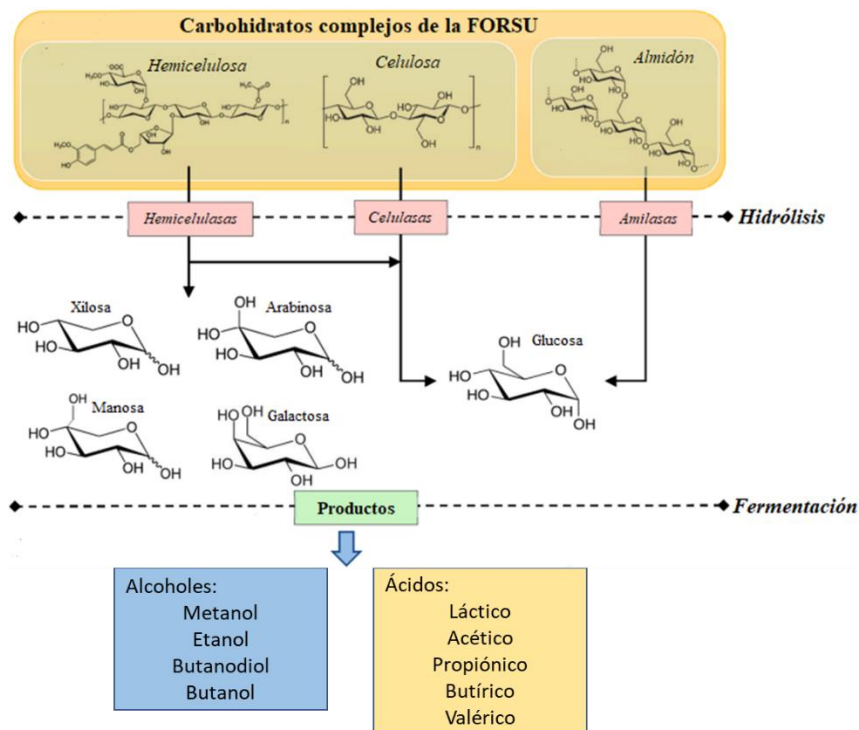 Carbohidratos complejos de la FORSU
Hemicelulosa
Celulosa
Almidón
Hemicelulasas
Celulasas
Amilasas
Hidrólisis
Xilosa
Arabinosa
Glucosa
Manosa
Galactosa
Productos
Fermentación
Alcoholes:
Metanol
Etanol
Butanodiol
Butanol
Ácidos:
Láctico
Acético
Propiónico
Butírico
Valérico